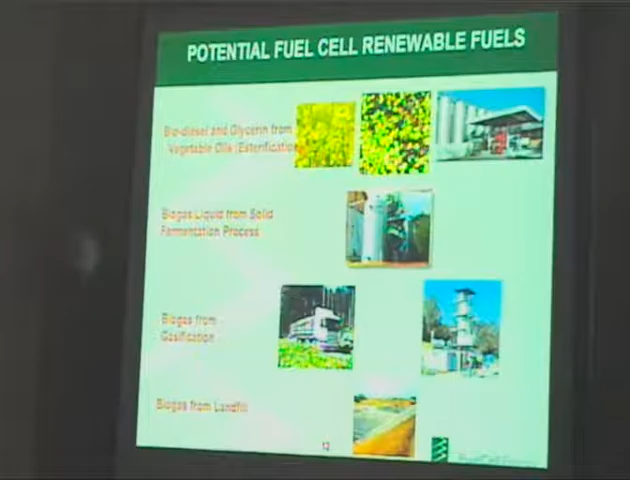 POTENTIAL FUEL CELL RENEWABLE FUELS
Bio-diesel and Glycerin from
Vegetable Oils (Esterification
Biogas Liquid from Solid
Fermentation Process
Biogas from
Gasification
Biogas from Landfill
12